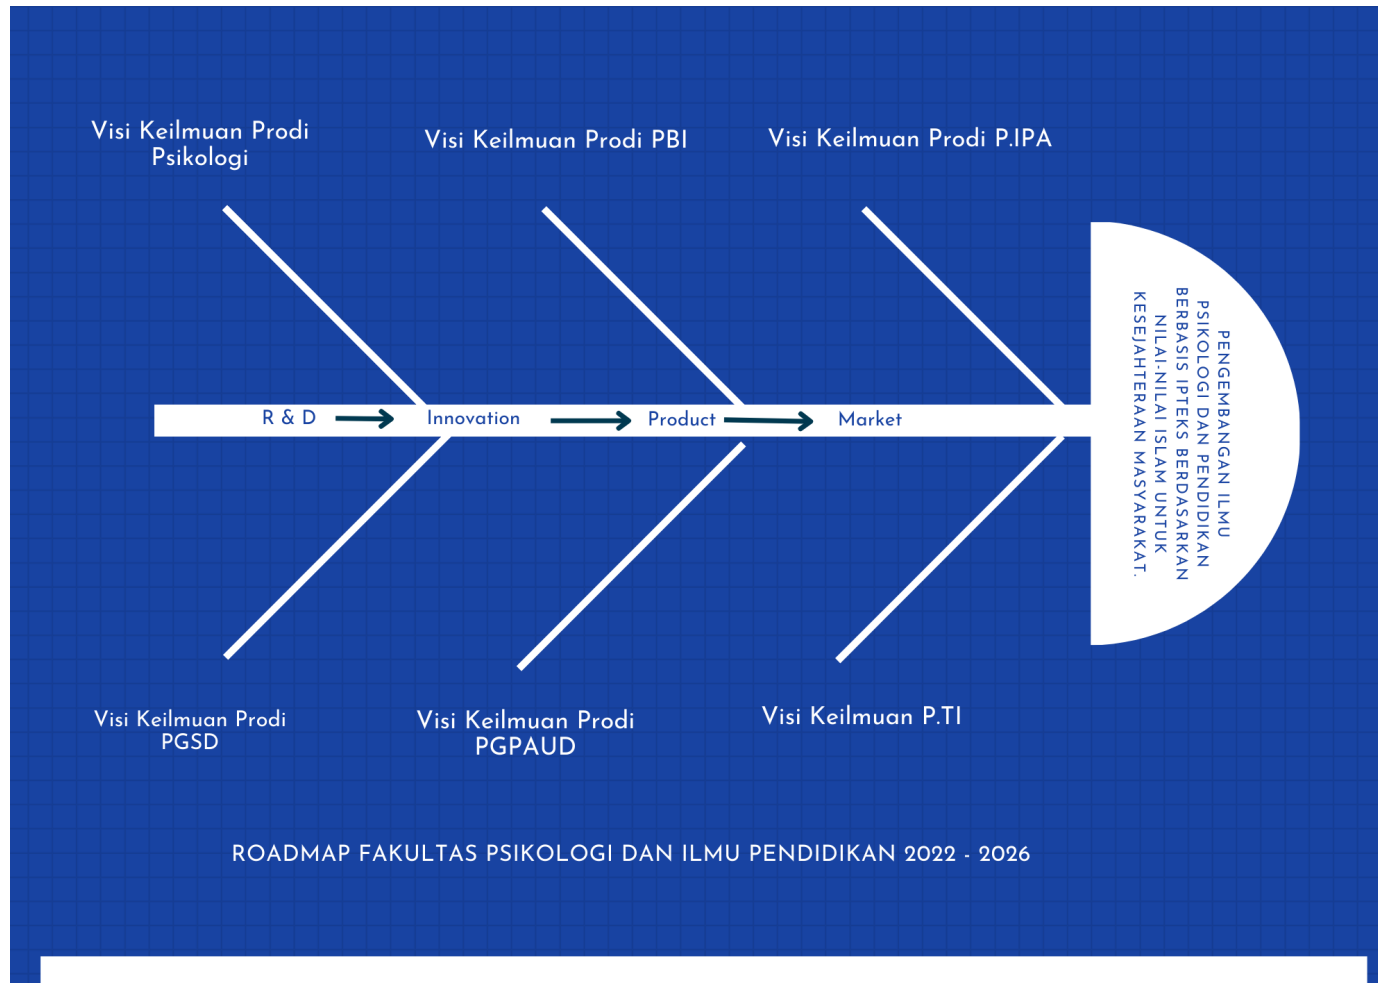 Visi Keilmuan Prodi
Psikologi
Visi Keilmuan Prodi PBI
Visi Keilmuan Prodi P.IPA
R & D
Innovation
Product
Market
PENGEMBANGAN ILMU
PSIKOLOGI DAN PENDIDIKAN
BERBASIS IPTEKS BERDASARKAN
NILAI-NILAI ISLAM UNTUK
KESEJAHTERAAN MASYARAKAT.
Visi Keilmuan Prodi
PGSD
Visi Keilmuan Prodi
PGPAUD
Visi Keilmuan P.TI
ROADMAP FAKULTAS PSIKOLOGI DAN ILMU PENDIDIKAN 2022 - 2026